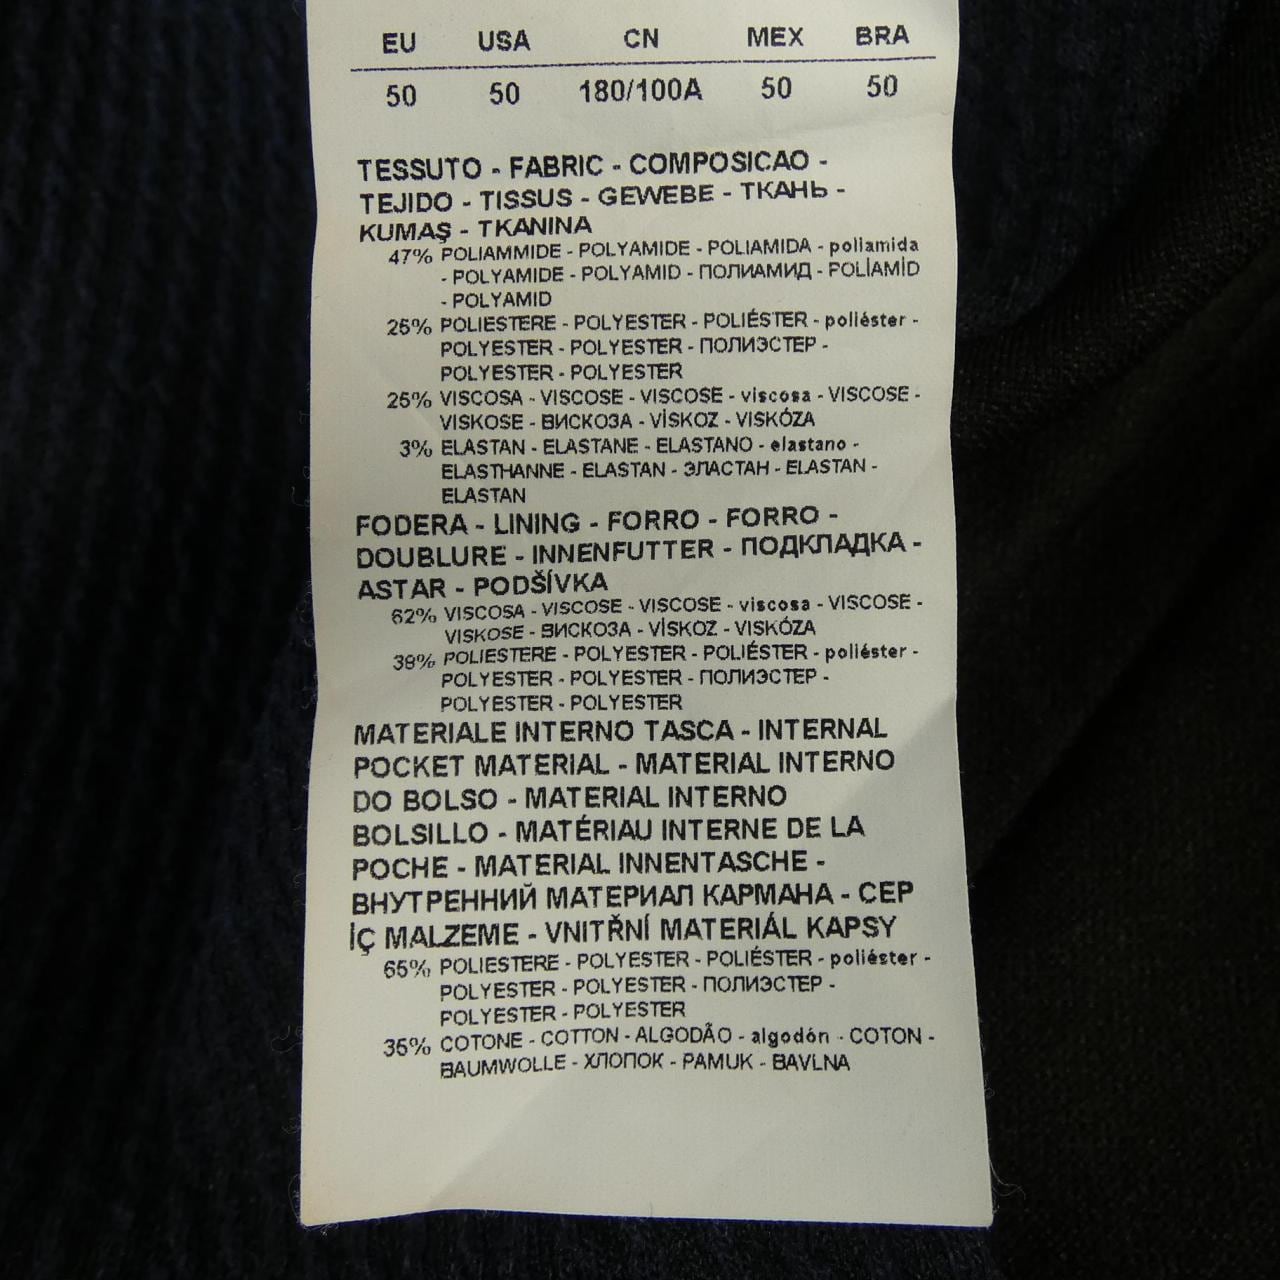 EU USA CN MEX BRA
50 50 180/100A 50 50
TESSUTO - FABRIC - COMPOSICAO -
TEJIDO - TISSUS - GEWEBE - ТКАНЬ -
KUMAŞ - TKANINA
47% POLIAMMIDE - POLYAMIDE - POLIAMIDA - poliamida
- POLYAMIDE - POLYAMID - ПОЛИАМИД - POLİAMİD
- POLYAMID
25% POLIESTERE - POLYESTER - POLIÉSTER - poliéster -
POLYESTER - POLYESTER - ПОЛИЭСТЕР -
POLYESTER - POLYESTER
25% VISCOSA - VISCOSE - VISCOSE - viscosa - VISCOSE -
VISKOSE - ВИСКОЗА - VİSKOZ - VISKÓZA
3% ELASTAN - ELASTANE - ELASTANO - elastano -
ELASTHANNE - ELASTAN - ЭЛАСТАН - ELASTAN -
ELASTAN
FODERA - LINING - FORRO - FORRO -
DOUBLURE - INNENFUTTER - ПОДКЛАДКА -
ASTAR - PODŠÍVKA
62% VISCOSA - VISCOSE - VISCOSE - viscosa - VISCOSE -
VISKOSE - ВИСКОЗА - VİSKOZ - VISKÓZA
38% POLIESTERE - POLYESTER - POLIÉSTER - poliéster -
POLYESTER - POLYESTER - ПОЛИЭСТЕР -
POLYESTER - POLYESTER
MATERIALE INTERNO TASCA - INTERNAL
POCKET MATERIAL - MATERIAL INTERNO
DO BOLSO - MATERIAL INTERNO
BOLSILLO - MATÉRIAU INTERNE DE LA
POCHE - MATERIAL INNENTASCHE -
ВНУТРЕННИЙ МАТЕРИАЛ КАРМАНА - CEP
İÇ MALZEME - VNITŘNÍ MATERIÁL KAPSY
65% POLIESTERE - POLYESTER - POLIÉSTER - poliéster -
POLYESTER - POLYESTER - ПОЛИЭСТЕР -
POLYESTER - POLYESTER
35% COTONE - COTTON - ALGODÃO - algodón - COTON -
BAUMWOLLE - ХЛОПОК - PAMUK - BAVLNA